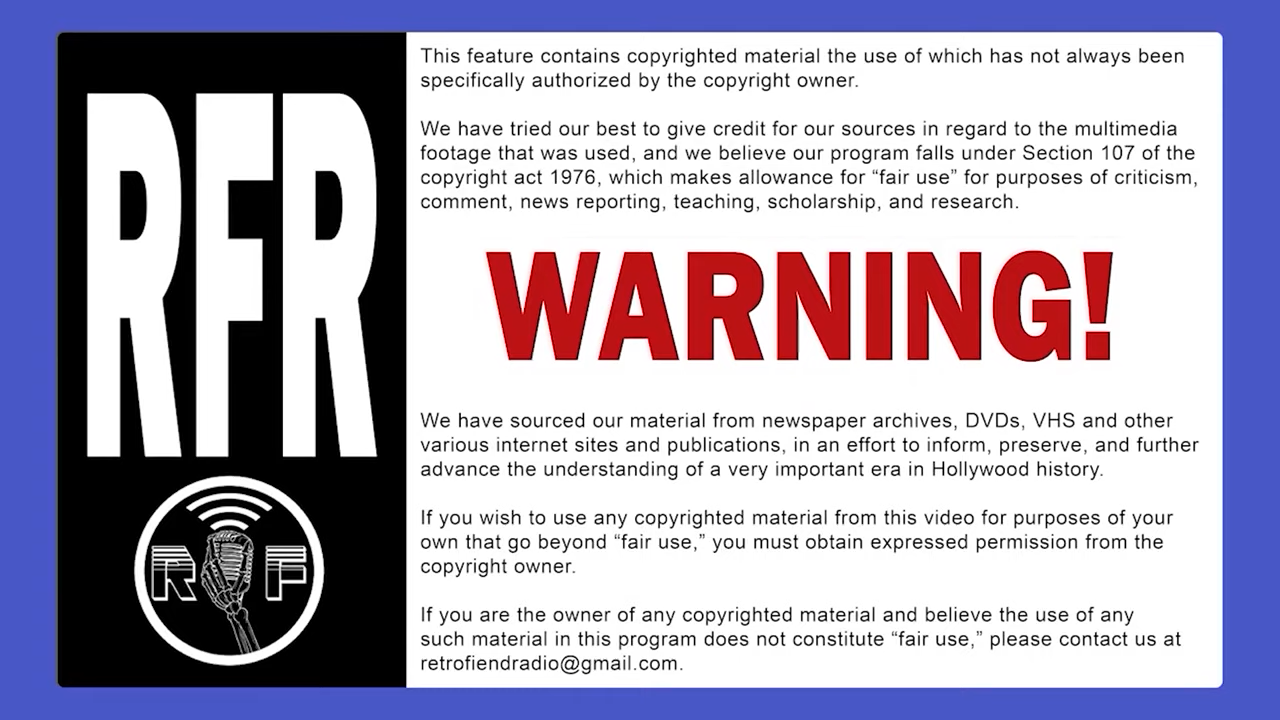 RFR
R F
This feature contains copyrighted material the use of which has not always been
specifically authorized by the copyright owner.
We have tried our best to give credit for our sources in regard to the multimedia
footage that was used, and we believe our program falls under Section 107 of the
copyright act 1976, which makes allowance for “fair use” for purposes of criticism,
comment, news reporting, teaching, scholarship, and research.
WARNING!
We have sourced our material from newspaper archives, DVDs, VHS and other
various internet sites and publications, in an effort to inform, preserve, and further
advance the understanding of a very important era in Hollywood history.
If you wish to use any copyrighted material from this video for purposes of your
own that go beyond “fair use,” you must obtain expressed permission from the
copyright owner.
If you are the owner of any copyrighted material and believe the use of any
such material in this program does not constitute “fair use,” please contact us at
retrofiendradio@gmail.com.